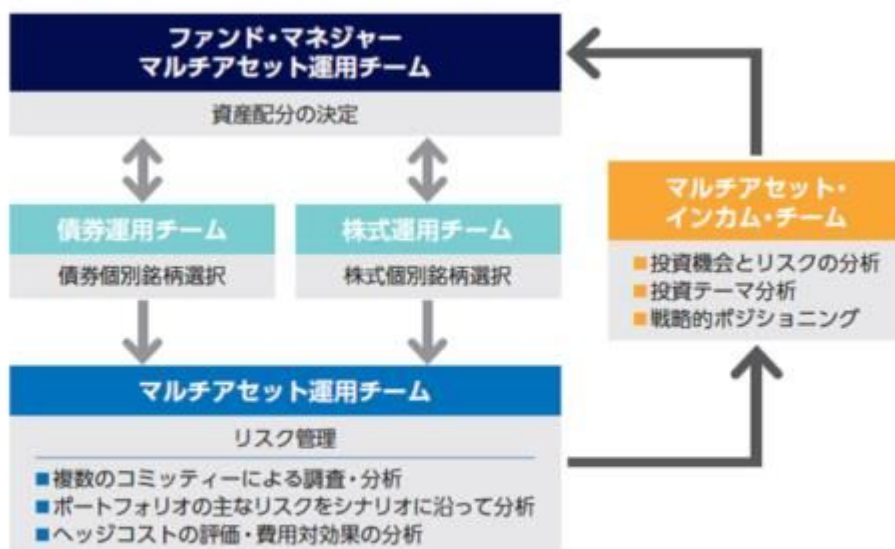 ファンド・マネジャー
マルチアセット運用チーム
資産配分の決定
債券運用チーム
債券個別銘柄選択
株式運用チーム
株式個別銘柄選択
マルチアセット・
インカム・チーム
■投資機会とリスクの分析
■投資テーマ分析
■戦略的ポジショニング
マルチアセット運用チーム
リスク管理
■複数のコミッティーによる調査・分析
■ポートフォリオの主なリスクをシナリオに沿って分析
■ヘッジコストの評価・費用対効果の分析